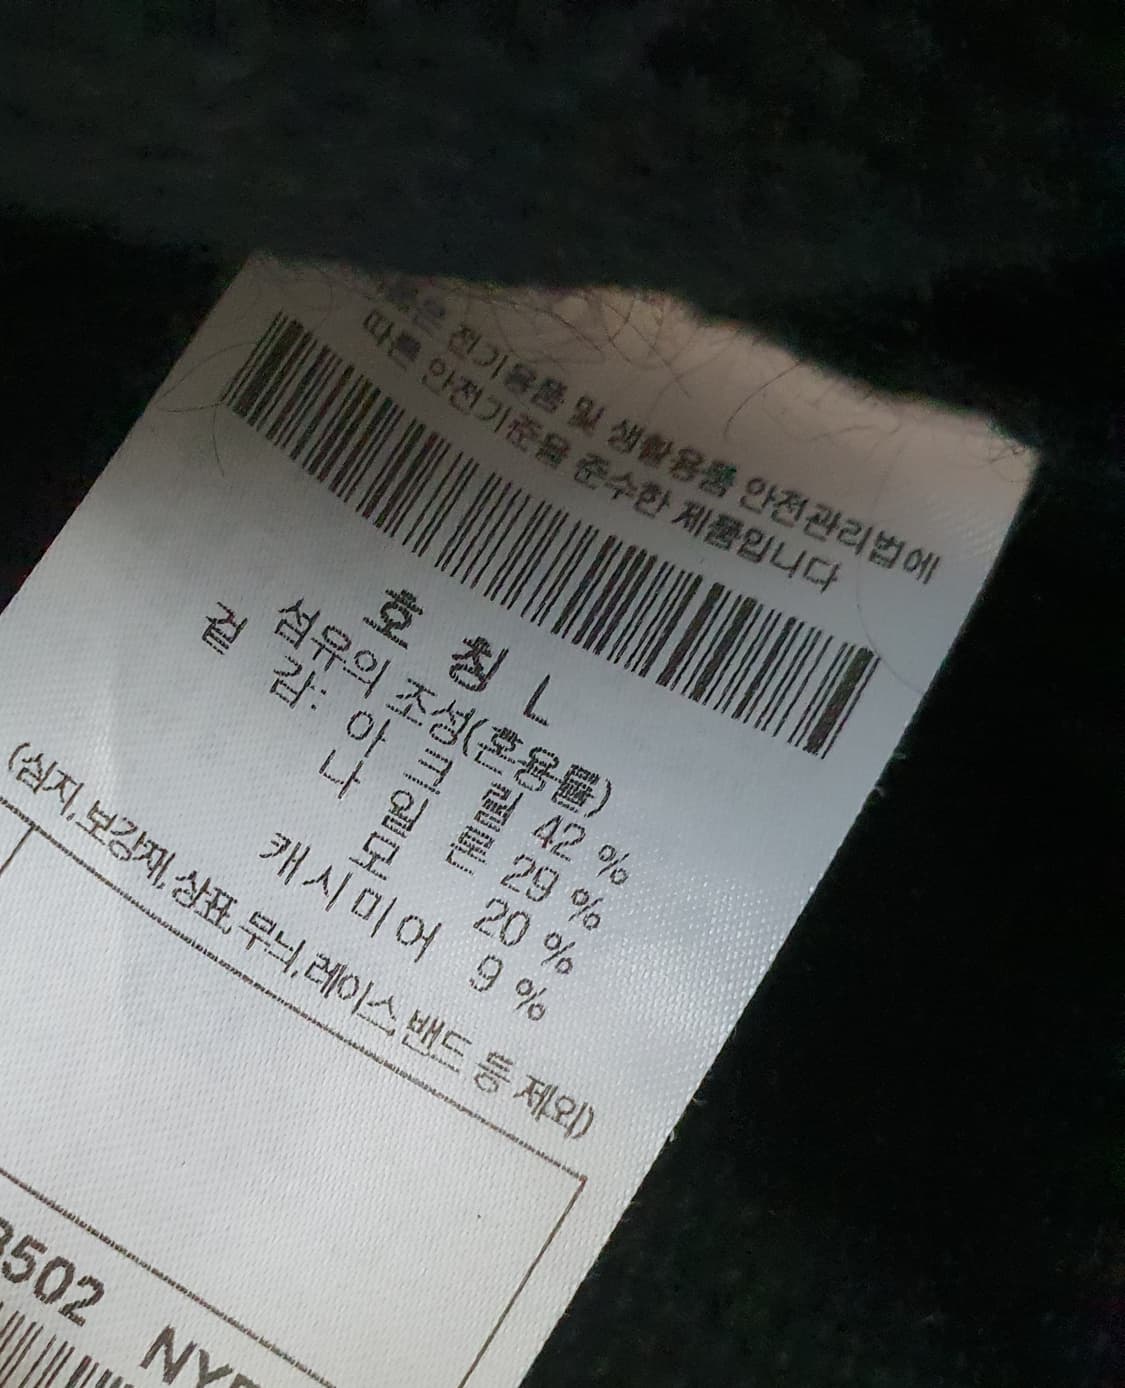 제품은 전기용품 및 생활용품 안전관리법에
따른 안전기준을 준수한 제품입니다
호 칭 L
섬유의 조성(혼용률)
겉 감: 아 크 릴 42 %
나 일 론 29 %
모 20 %
캐시미어 9 %
(심지,보강재,상표,무늬,레이스,밴드 등 제외)
502